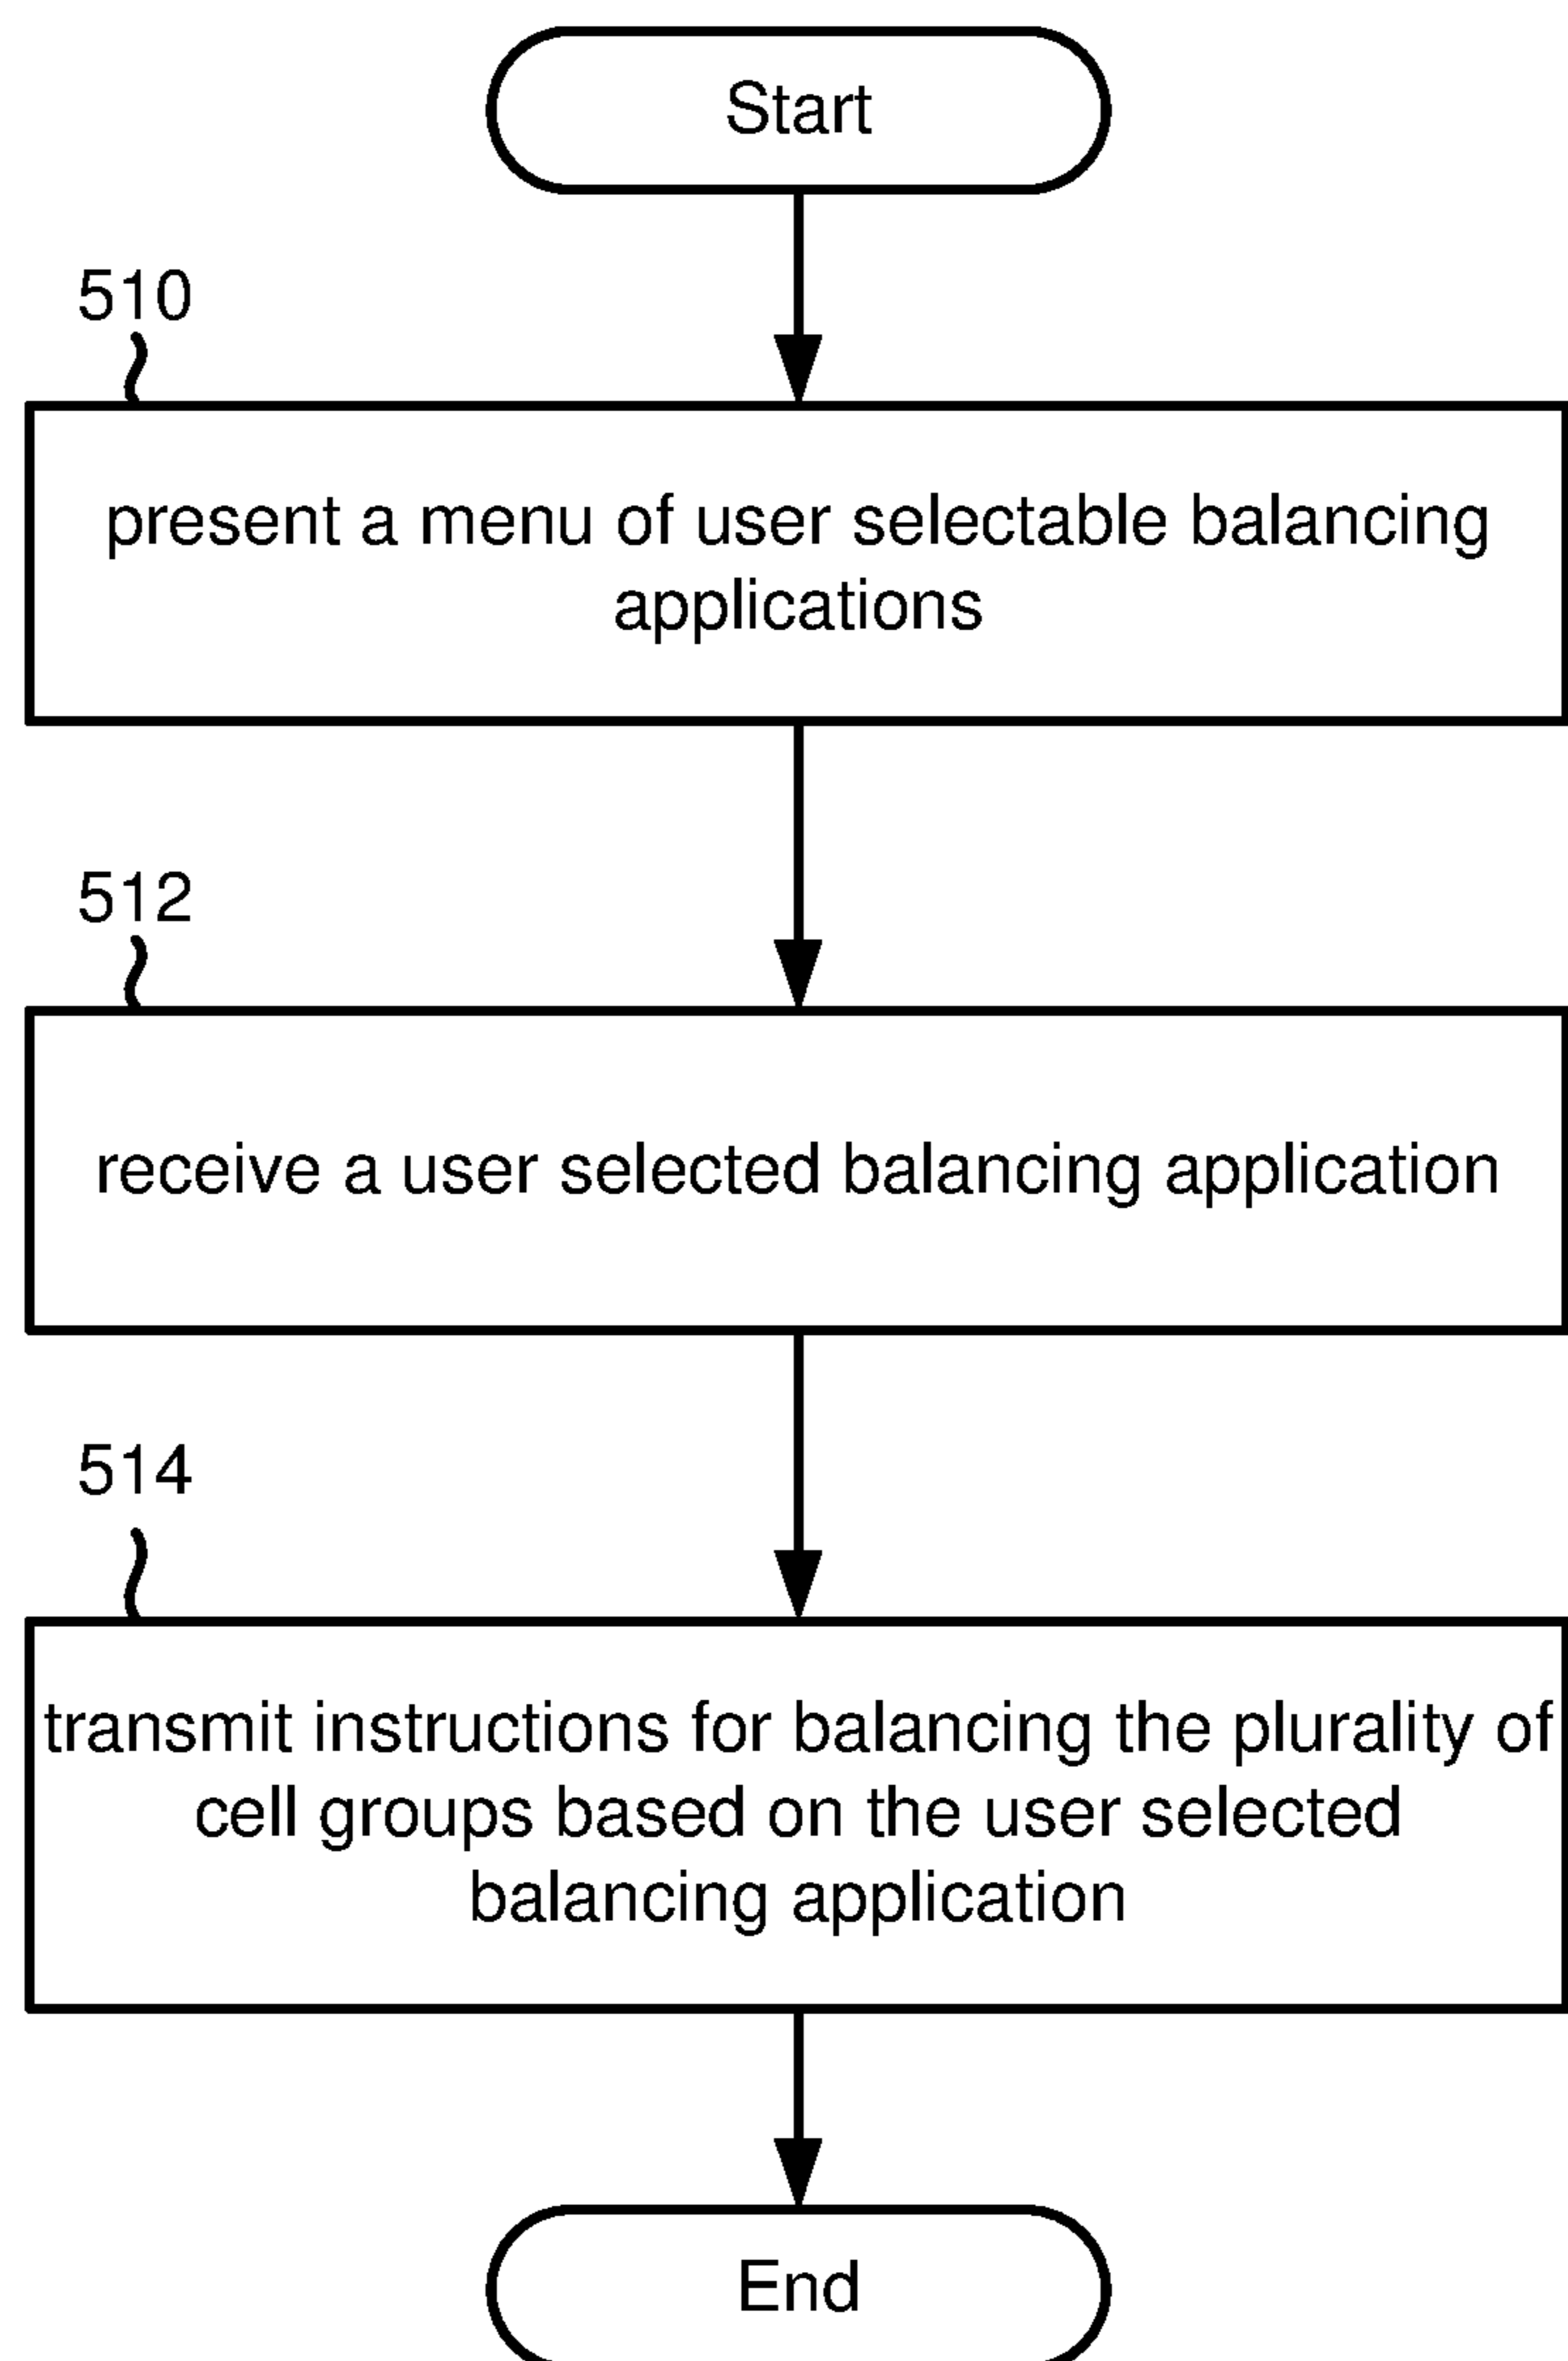 Start
510
present a menu of user selectable balancing
applications
512
receive a user selected balancing application
514
transmit instructions for balancing the plurality of
cell groups based on the user selected
balancing application
End